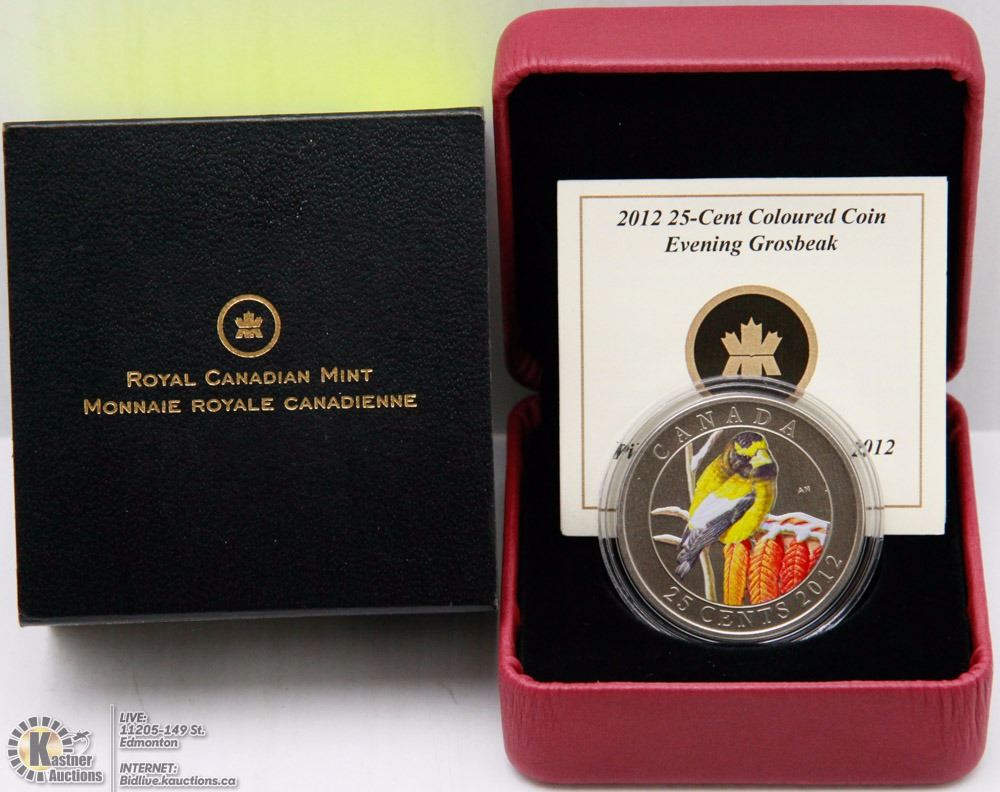 ROYAL CANADIAN MINT
MONNAIE ROYALE CANADIENNE
2012 25-Cent Coloured Coin
Evening Grosbeak
2012
CANADA
AN
25 CENTS 2012
Kastner
Auctions
LIVE:
11205-149 St.
Edmonton
INTERNET:
Bidlive.kauctions.ca